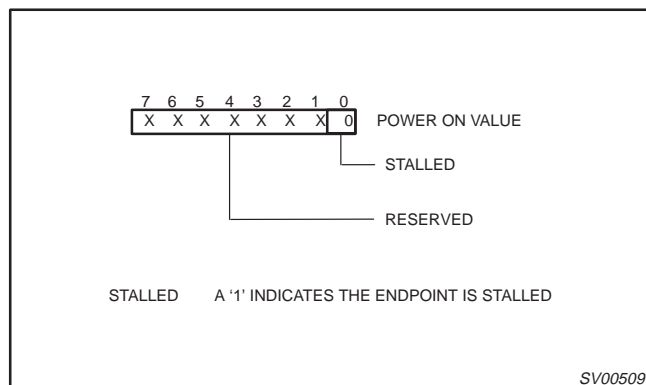 7 6 5 4 3 2 1 0
X X X X X X X 0 POWER ON VALUE
STALLED
RESERVED
STALLED A ‘1’ INDICATES THE ENDPOINT IS STALLED
SV00509